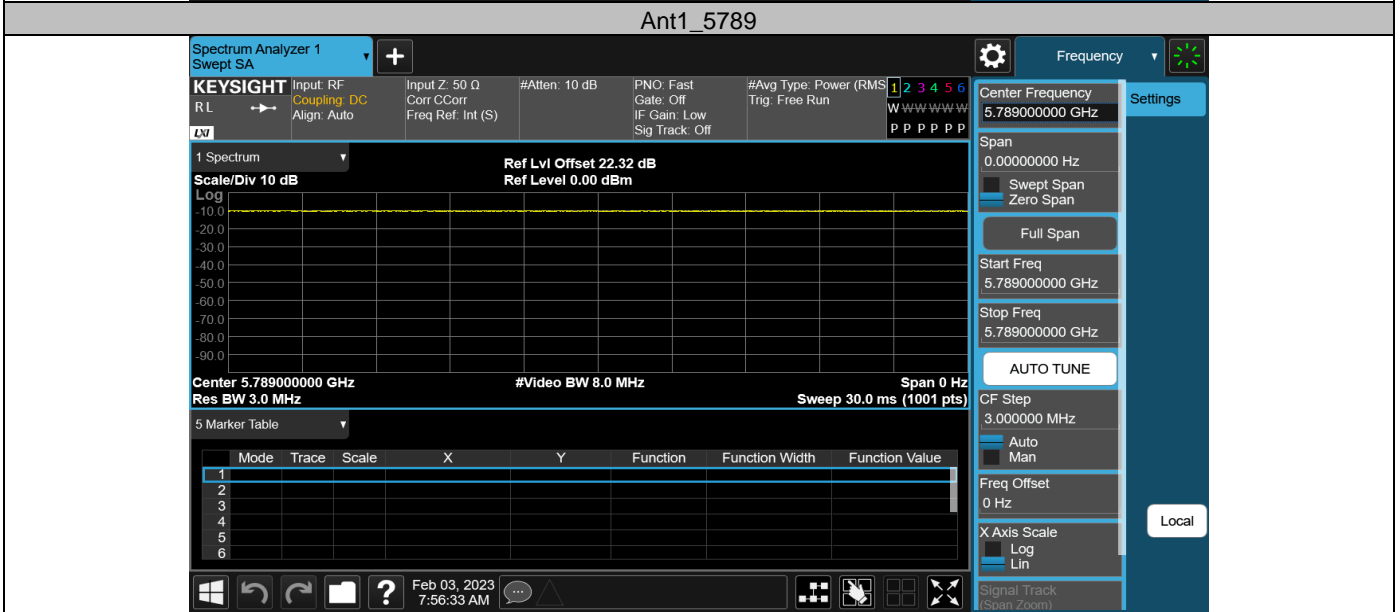 Ant1_5789
Spectrum Analyzer 1
Swept SA
+
Frequency
KEYSIGHT
R L
LXI
Input: RF
Coupling: DC
Align: Auto
Input Z: 50 Ω
Corr CCorr
Freq Ref: Int (S)
#Atten: 10 dB
PNO: Fast
Gate: Off
IF Gain: Low
Sig Track: Off
#Avg Type: Power (RMS
Trig: Free Run
1 2 3 4 5 6
W W W W W W
P P P P P P
1 Spectrum
Ref Lvl Offset 22.32 dB
Scale/Div 10 dB
Ref Level 0.00 dBm
Log
-10.0
-20.0
-30.0
-40.0
-50.0
-60.0
-70.0
-80.0
-90.0
Center 5.789000000 GHz
#Video BW 8.0 MHz
Span 0 Hz
Res BW 3.0 MHz
Sweep 30.0 ms (1001 pts)
5 Marker Table
Mode Trace Scale X Y Function Function Width Function Value
1
2
3
4
5
6
Center Frequency
5.789000000 GHz
Settings
Span
0.00000000 Hz
Swept Span
Zero Span
Full Span
Start Freq
5.789000000 GHz
Stop Freq
5.789000000 GHz
AUTO TUNE
CF Step
3.000000 MHz
Auto
Man
Freq Offset
0 Hz
X Axis Scale
Log
Lin
Signal Track
(Span Zoom)
Local
?
Feb 03, 2023
7:56:33 AM